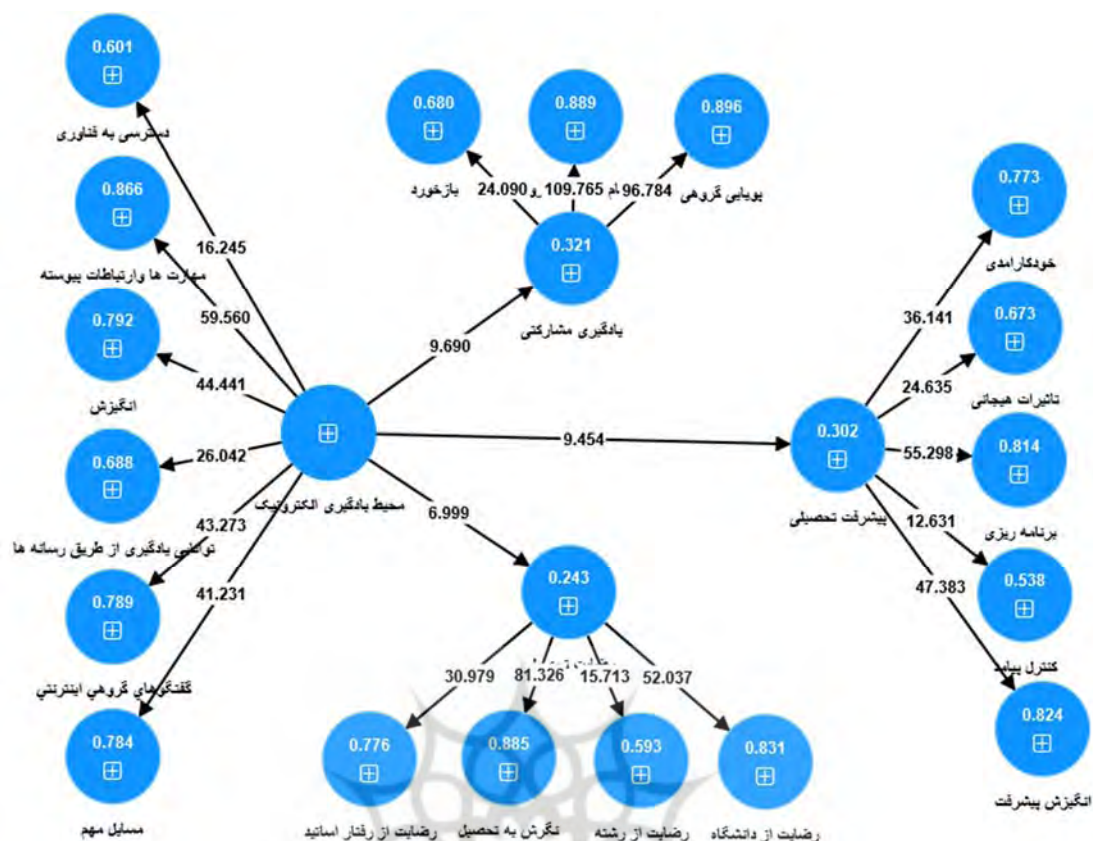 0.601
دسترسی به فناوری
0.866
مهارت ها وارتباطات پیوسته
0.792
انگیزش
0.688
توانایی یادگیری از طریق رسانه ها
0.789
گفتگوهاي گروهي اينترنتي
0.784
مسایل مهم
16.245
59.560
44.441
26.042
43.273
41.231
محیط یادگیری الکترونیک
0.680
بازخورد
0.889
0.896
پویایی گروهی
24.090
و
109.765
ام
96.784
0.321
یادگیری مشارکتی
9.690
9.454
6.999
0.302
پیشرفت تحصیلی
0.773
خودکارامدی
0.673
تاثیرات هیجانی
0.814
برنامه ریزی
0.538
کنترل پیامد
0.824
انگیزش پیشرفت
36.141
24.635
55.298
12.631
47.383
0.243
30.979
81.326
15.713
52.037
0.776
رضایت از رفتار اساتید
0.885
نگرش به تحصیل
0.593
رضایت از رشته
0.831
رضایت از دانشگاه